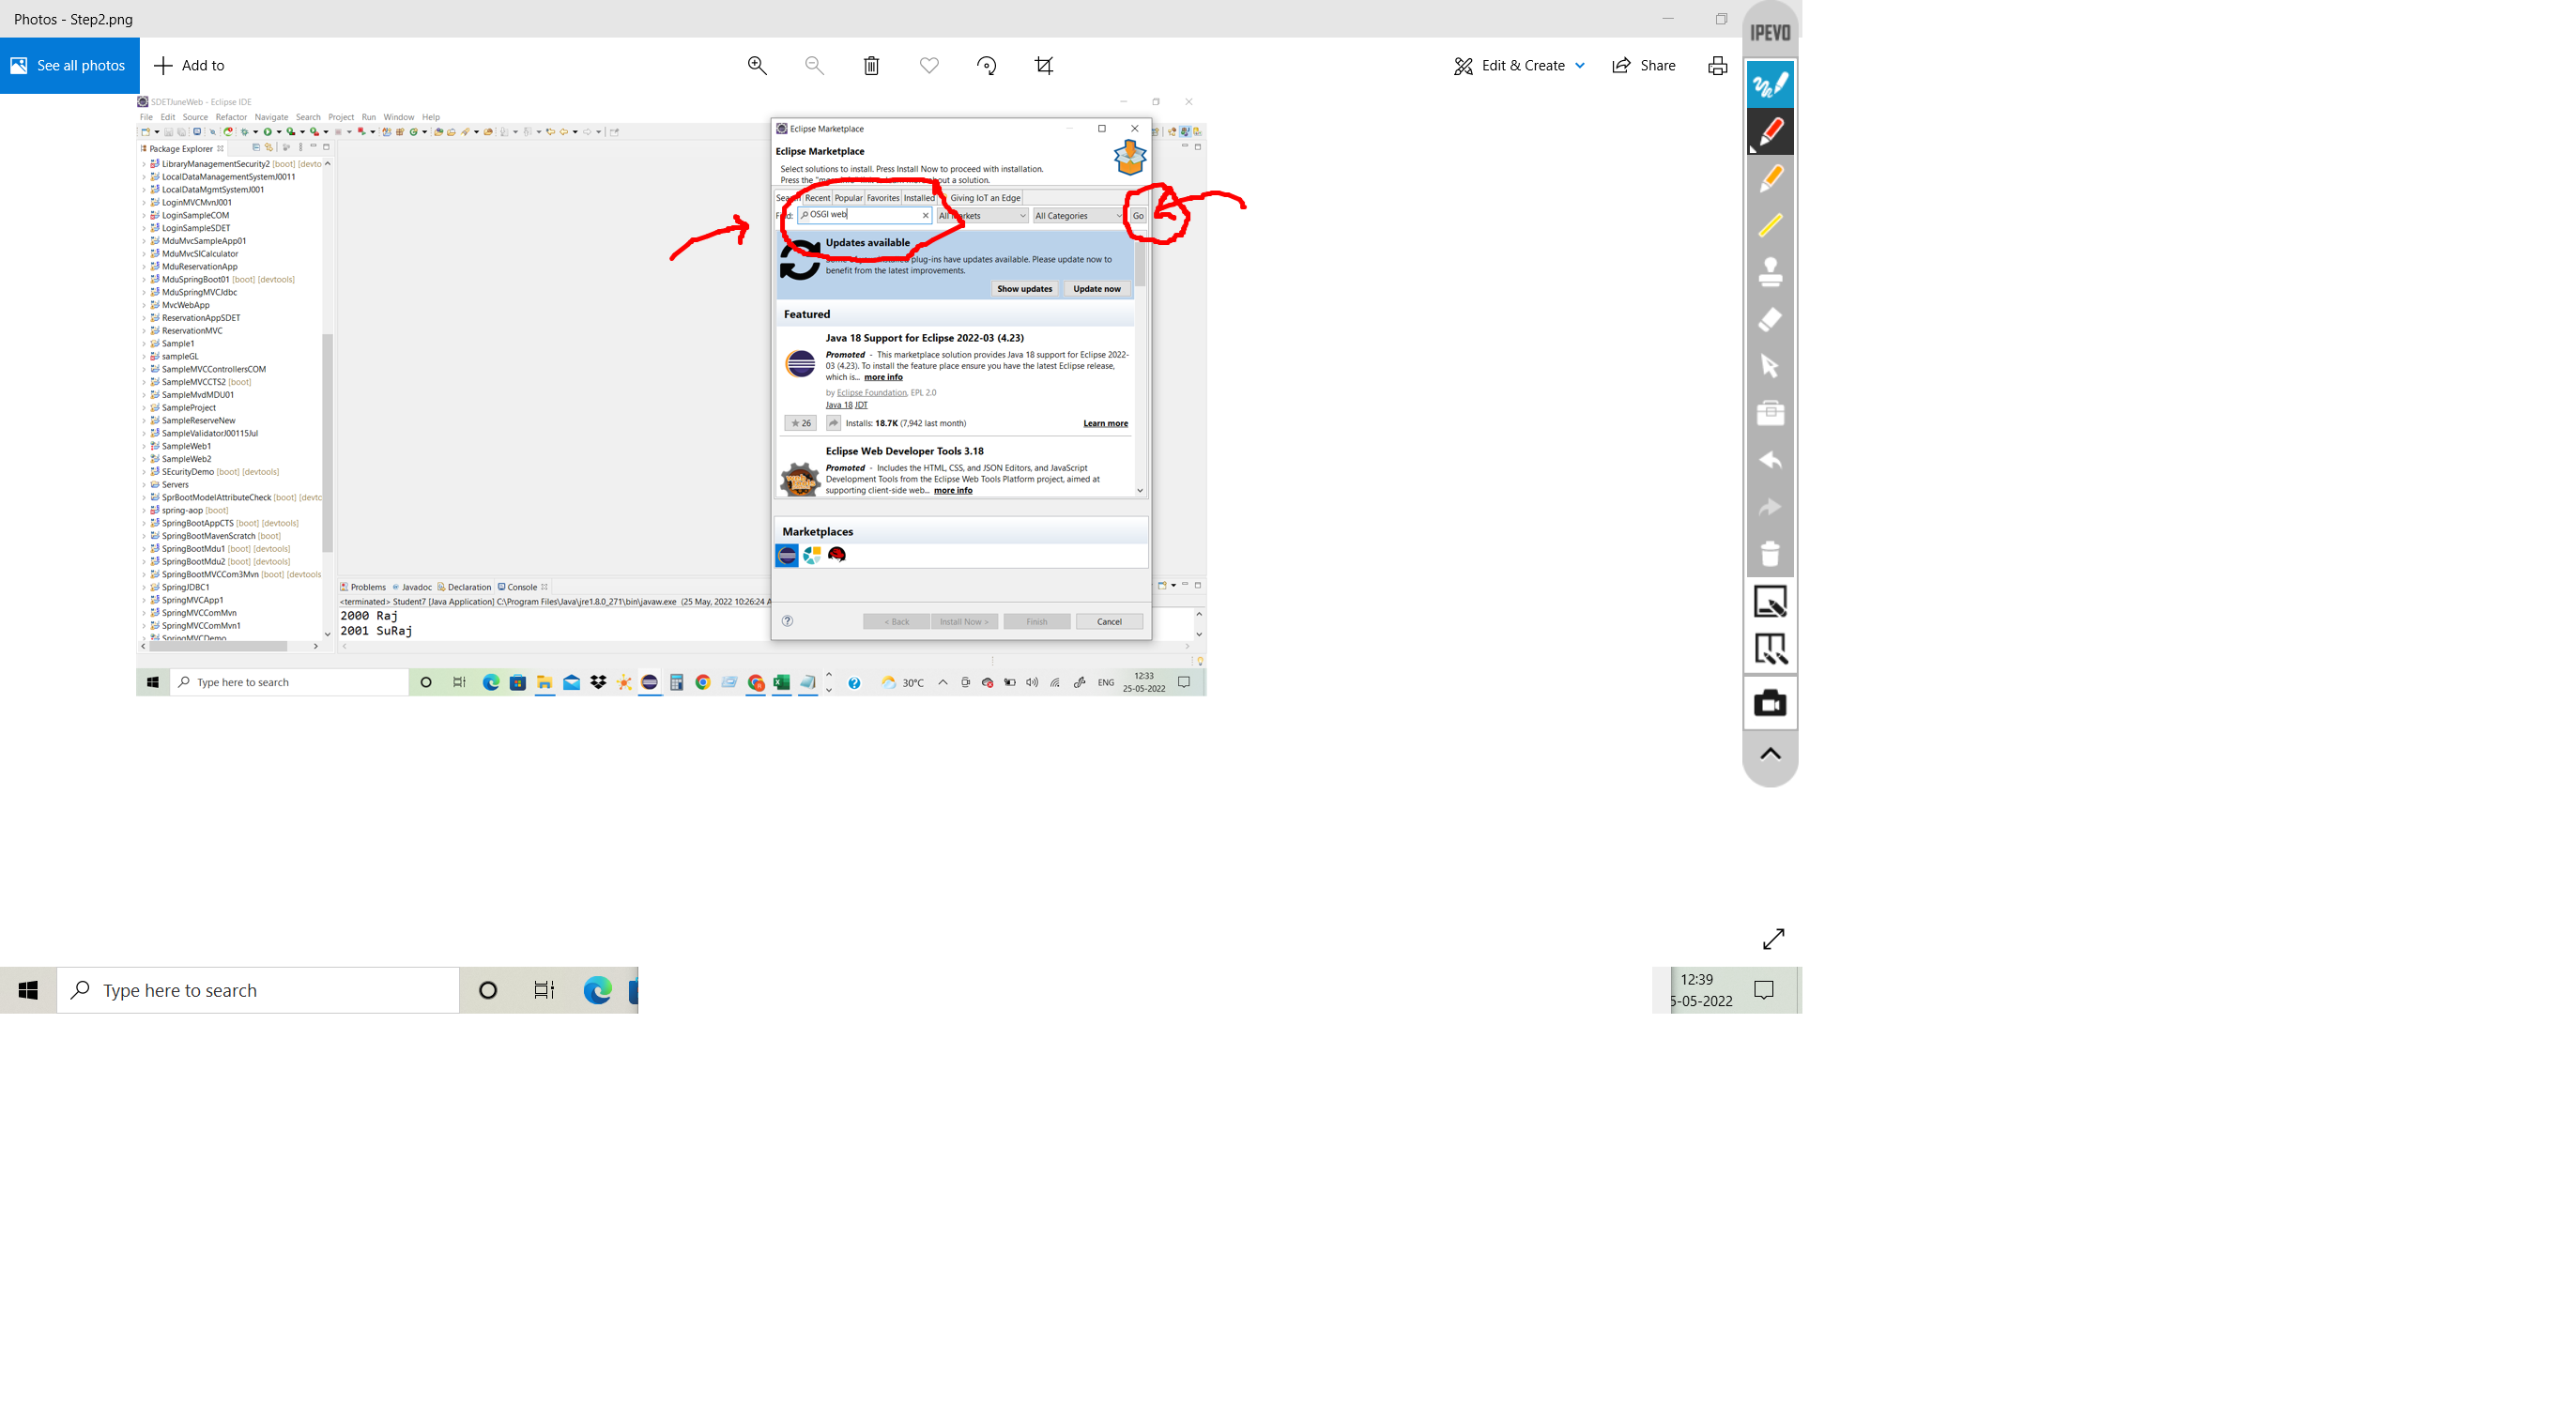 Photos - Step2.png
IPEVO
See all photos
Add to
Edit & Create
Share
SDETJuneWeb - Eclipse IDE
File Edit Source Refactor Navigate Search Project Run Window Help
Package Explorer
LibraryManagementSecurity2 [boot] [devto
LocalDataManagementSystemJ0011
LocalDataMgmtSystemJ001
LoginMVCMvnJ001
LoginSampleCOM
LoginSampleSDET
MduMvcSampleApp01
MduMvcSICalculator
MduReservationApp
MduSpringBoot01 [boot] [devtools]
MduSpringMVCJdbc
MvcWebApp
ReservationAppSDET
ReservationMVC
Sample1
sampleGL
SampleMVCControllersCOM
SampleMVCCTS2 [boot]
SampleMvdMDU01
SampleProject
SampleReserveNew
SampleValidatorJ00115Jul
SampleWeb1
SampleWeb2
SEcurityDemo [boot] [devtools]
Servers
SprBootModelAttributeCheck [boot] [devtc
spring-aop [boot]
SpringBootAppCTS [boot] [devtools]
SpringBootMavenScratch [boot]
SpringBootMdu1 [boot] [devtools]
SpringBootMdu2 [boot] [devtools]
SpringBootMVCCom3Mvn [boot] [devtools
SpringJDBC1
SpringMVCApp1
SpringMVCComMvn
SpringMVCComMvn1
SpringMVCDemo
Eclipse Marketplace
Eclipse Marketplace
Select solutions to install. Press Install Now to proceed with installation.
Press the "more about a solution.
Recent Popular Favorites Installed Giving IoT an Edge
OSGI web All Categories Go
Updates available
plug-ins have updates available. Please update now to
benefit from the latest improvements.
Show updates Update now
Featured
Java 18 Support for Eclipse 2022-03 (4.23)
Promoted - This marketplace solution provides Java 18 support for Eclipse 2022-
03 (4.23). To install the feature place ensure you have the latest Eclipse release,
which is... more info
by Eclipse Foundation, EPL 2.0
Java 18 JDT
26 Installs: 18.7K (7,942 last month) Learn more
Eclipse Web Developer Tools 3.18
Promoted - Includes the HTML, CSS, and JSON Editors, and JavaScript
Development Tools from the Eclipse Web Tools Platform project, aimed at
supporting client-side web... more info
Marketplaces
< Back Install Now > Finish Cancel
Problems Javadoc Declaration Console
<terminated> Student7 [Java Application] C:\Program Files\Java\jre1.8.0_271\bin\javaw.exe (25 May, 2022 10:26:24 A
2000 Raj
2001 SuRaj
Type here to search
30°C ENG
12:33
25-05-2022
Type here to search
12:39
5-05-2022